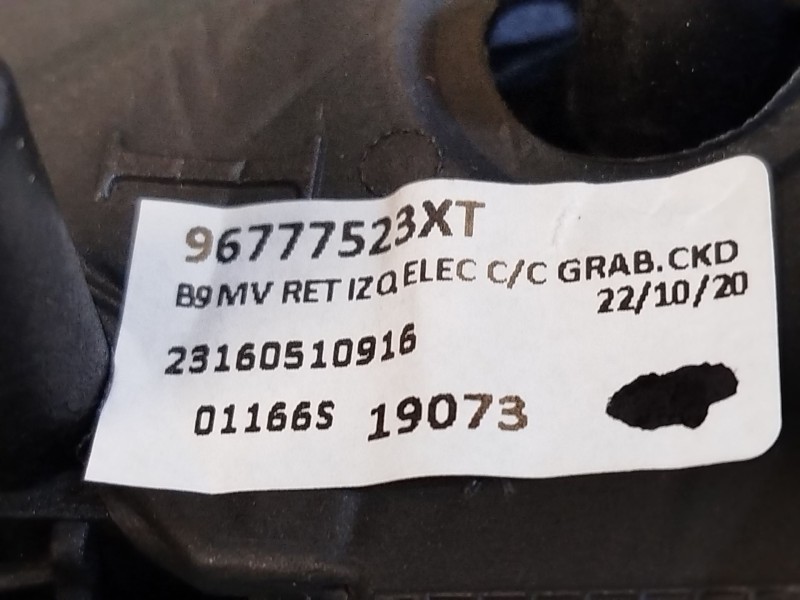 96777523XT
B9 MV RET IZQ ELEC C/C GRAB.CKD
22/10/20
23160510916
01166S 19073